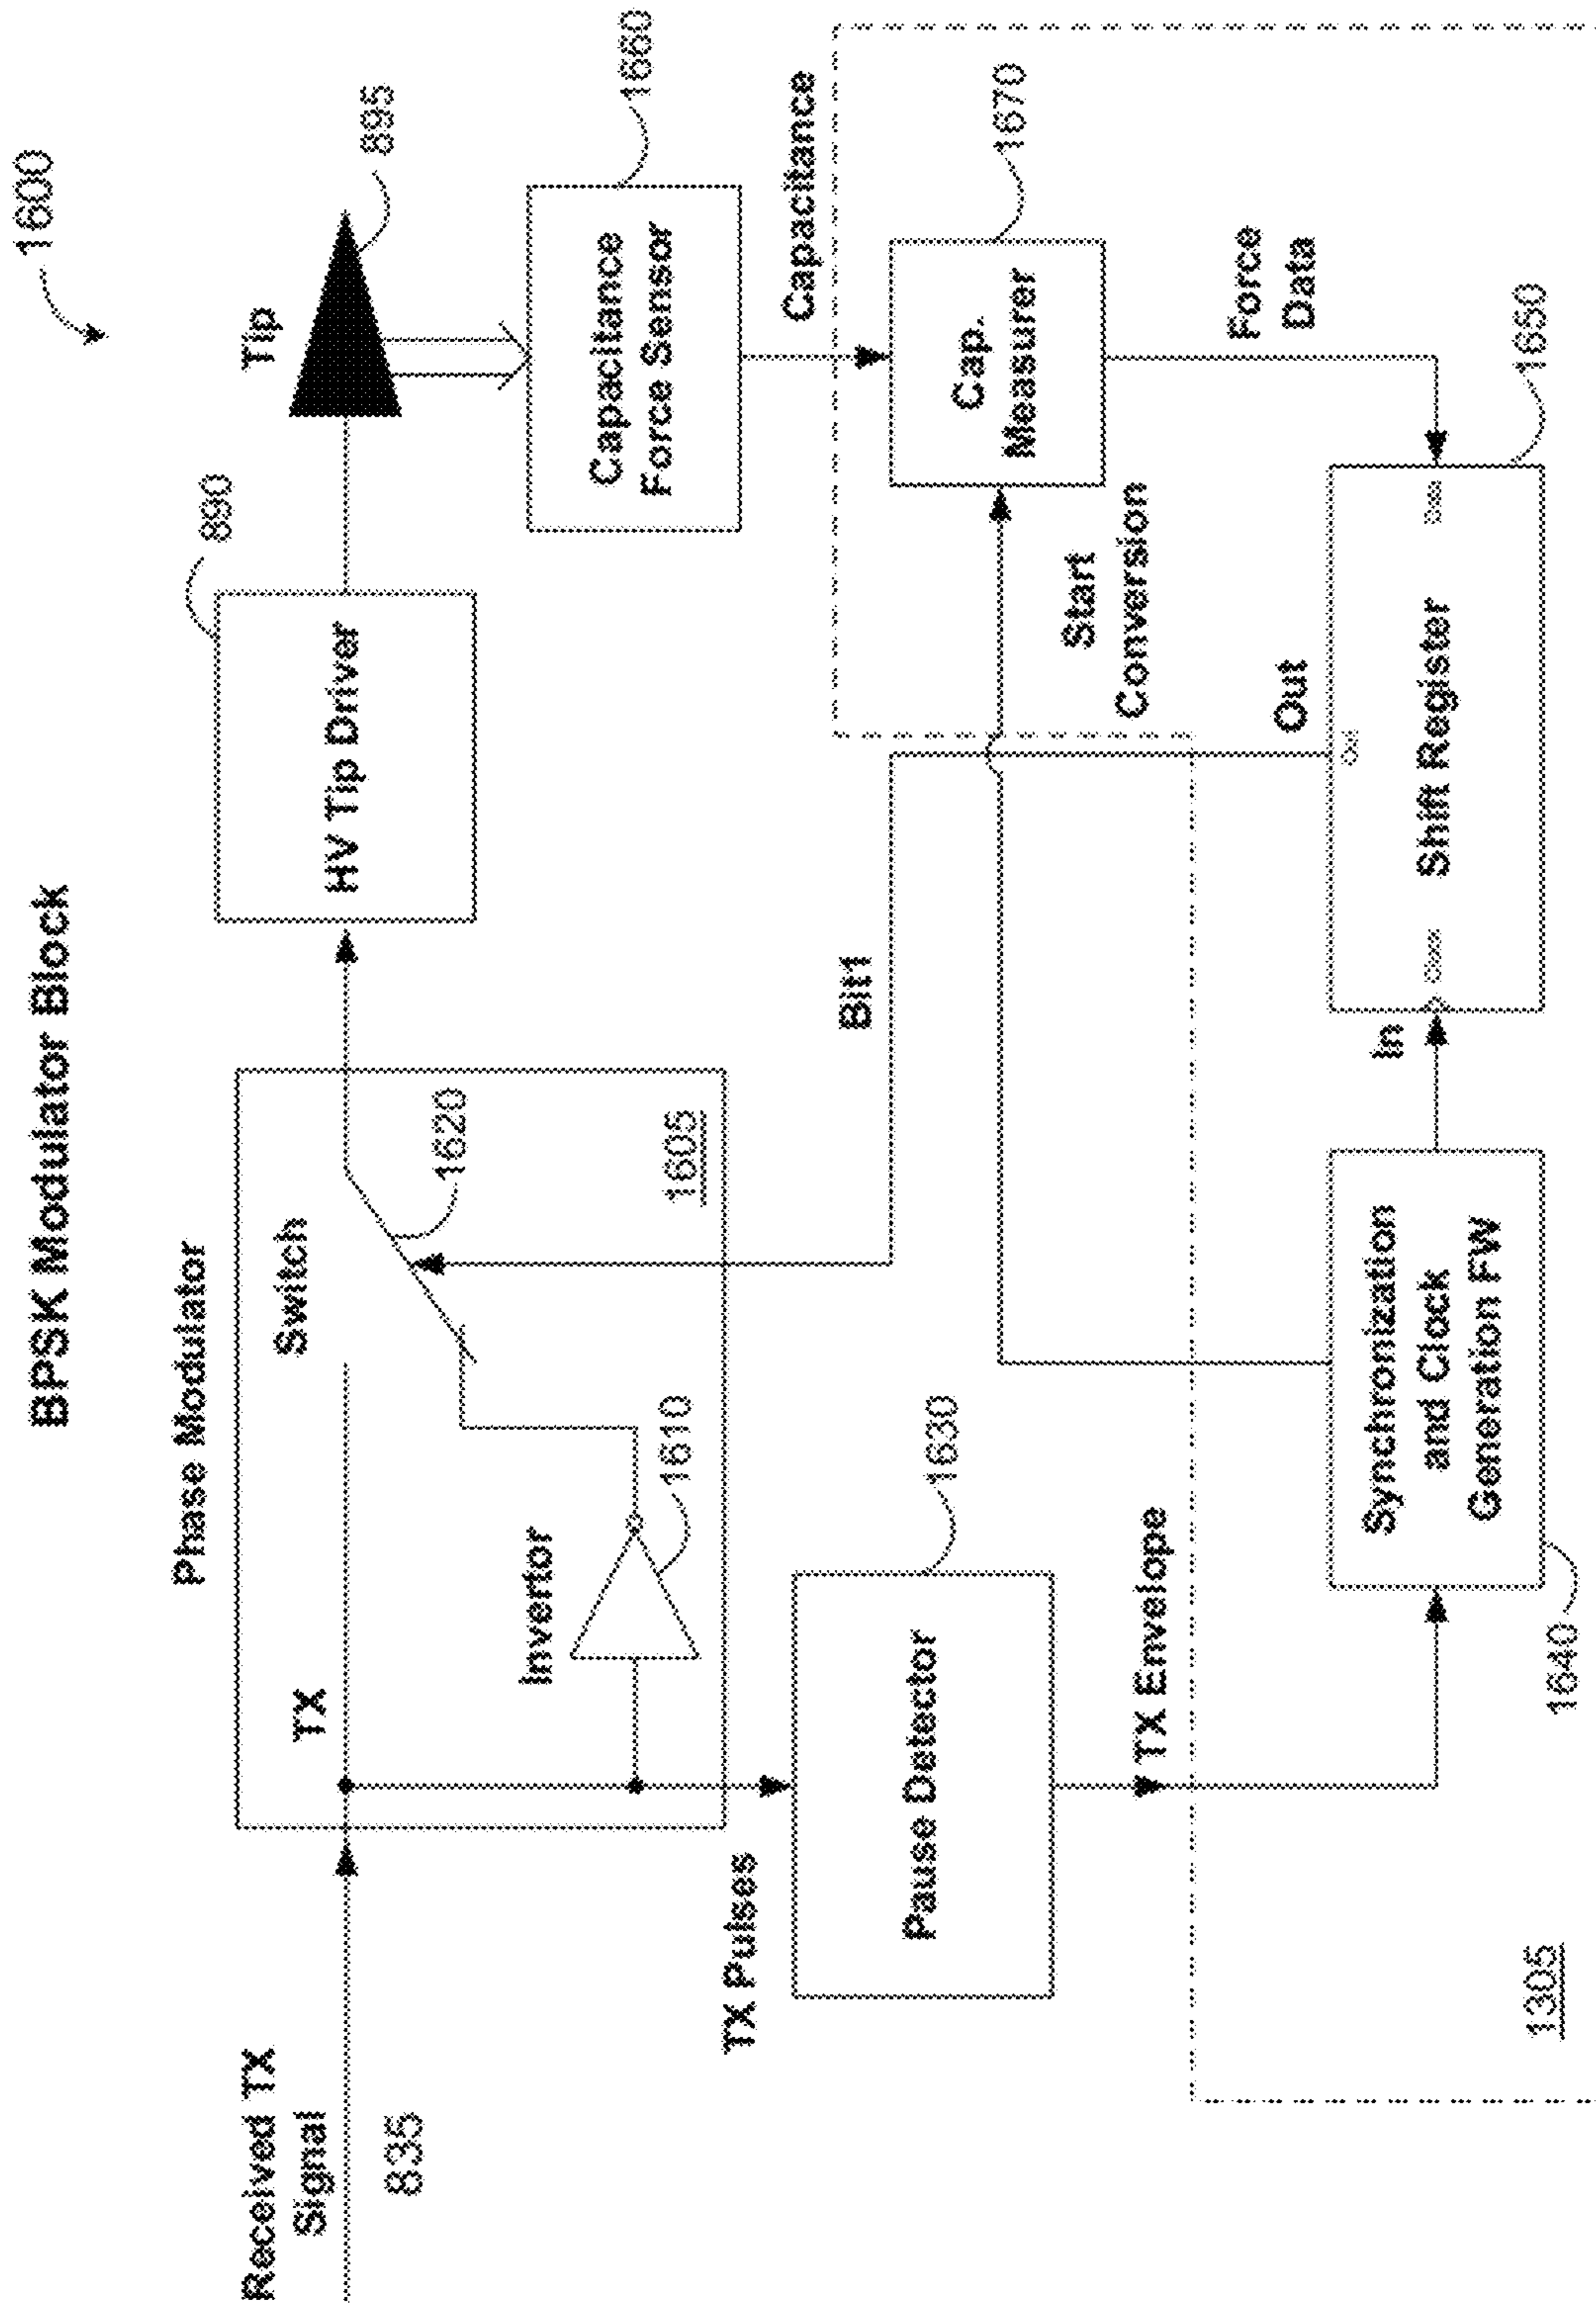 BPSK Modulator Block
1600
Received TX
Signal
835
Phase Modulator
TX
Switch
1620
Invertor
1610
1605
HV Tip Driver
890
Tip
895
Capacitance
Force Sensor
1660
Capacitance
TX Pulses
Pause Detector
1630
TX Envelope
Bit1
Start
Conversion
Cap.
Measurer
1670
Force
Data
Synchronization
and Clock
Generation FW
1640
In
Out
Shift Register
1650
1305